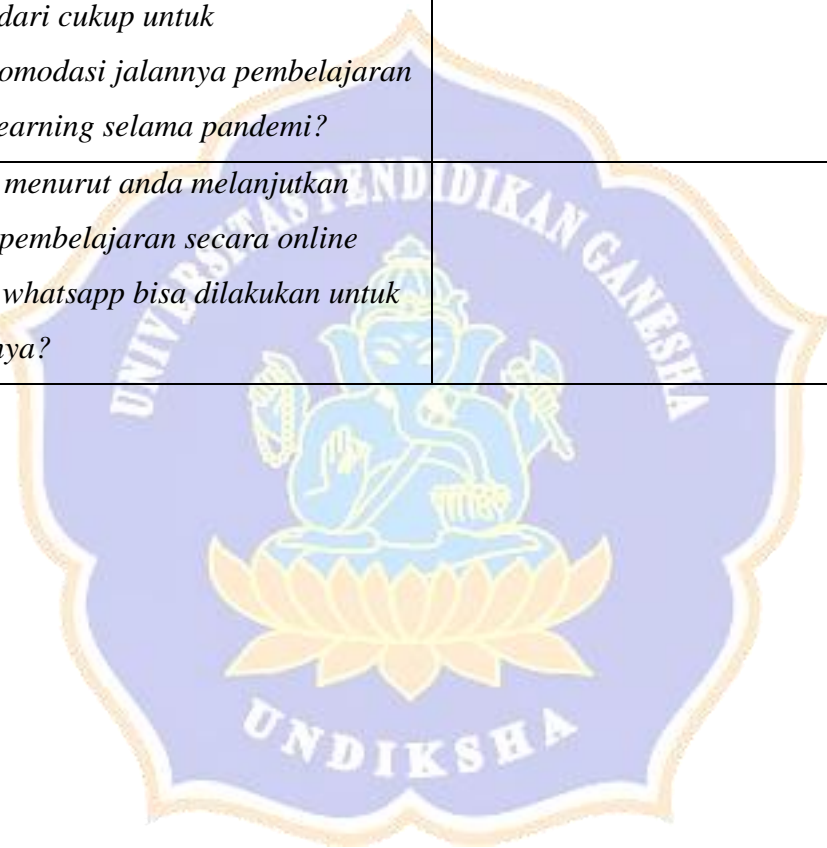 dari cukup untuk
omodasi jalannya pembelajaran
earning selama pandemi?
menurut anda melanjutkan
pembelajaran secara online
whatsapp bisa dilakukan untuk
nya?
UNIVERSITAS PENDIDIKAN GANESHA
UNDIKSHA